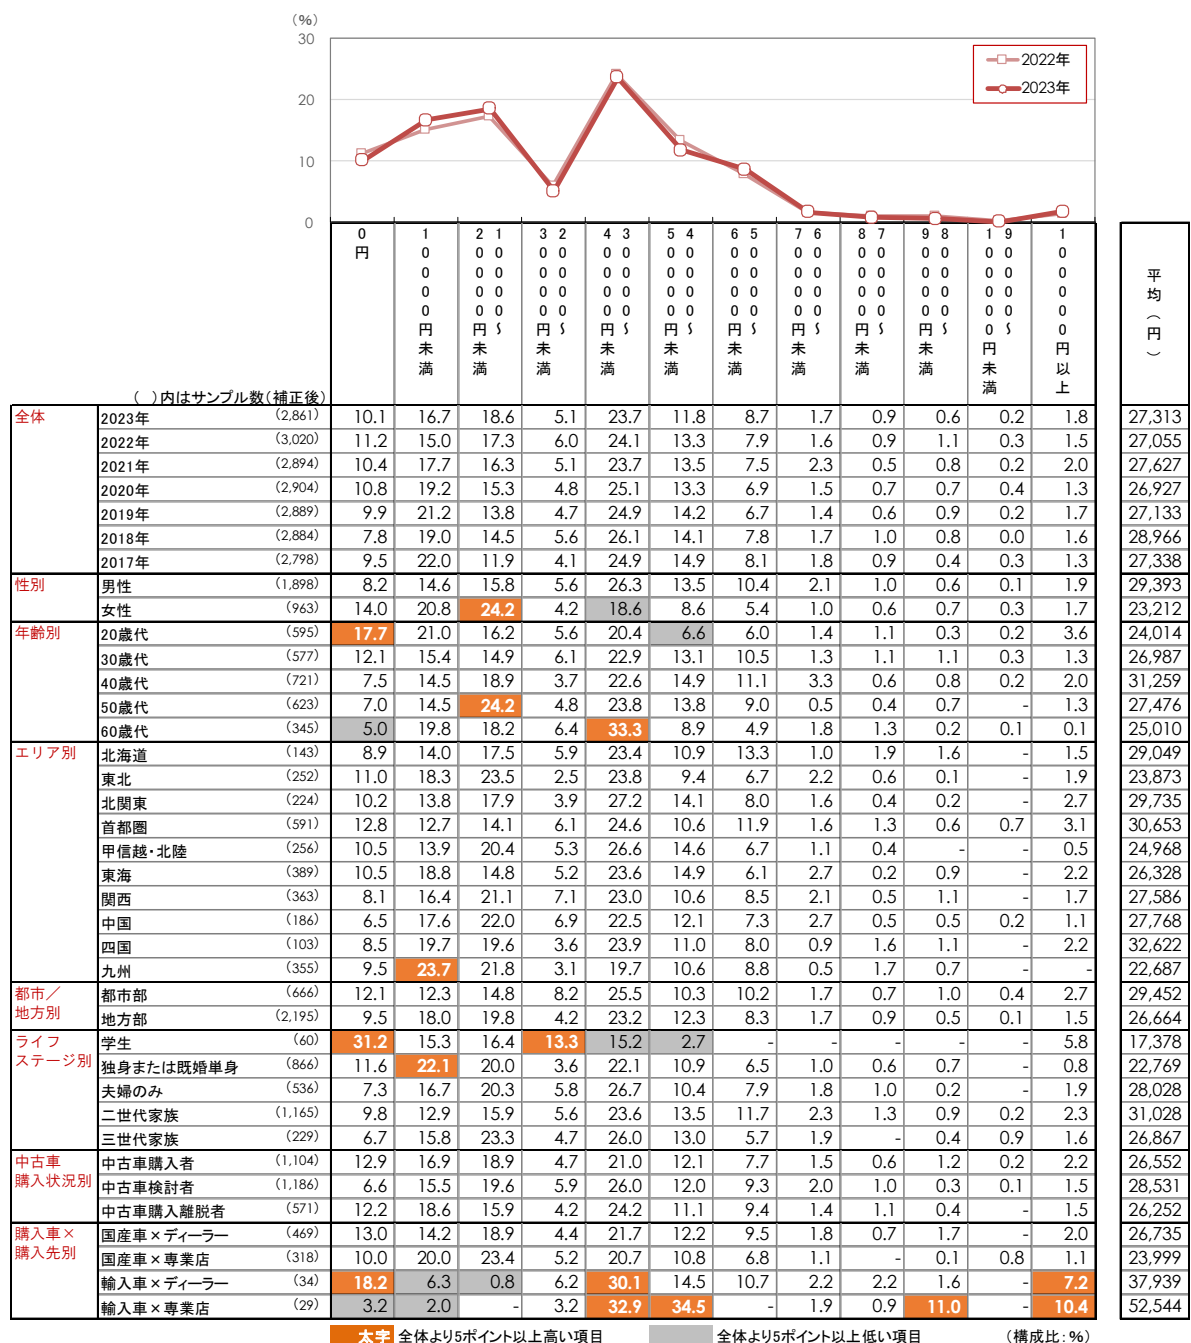 (%)
30
20
10
0
2022年
2023年
0円
10000円未満
10000～20000円未満
20000～30000円未満
30000～40000円未満
40000～50000円未満
50000～60000円未満
60000～70000円未満
70000～80000円未満
80000～90000円未満
90000～100000円未満
100000円以上
平均（円）
( )内はサンプル数(補正後)
全体 2023年 (2,861) 10.1 16.7 18.6 5.1 23.7 11.8 8.7 1.7 0.9 0.6 0.2 1.8 27,313
2022年 (3,020) 11.2 15.0 17.3 6.0 24.1 13.3 7.9 1.6 0.9 1.1 0.3 1.5 27,055
2021年 (2,894) 10.4 17.7 16.3 5.1 23.7 13.5 7.5 2.3 0.5 0.8 0.2 2.0 27,627
2020年 (2,904) 10.8 19.2 15.3 4.8 25.1 13.3 6.9 1.5 0.7 0.7 0.4 1.3 26,927
2019年 (2,889) 9.9 21.2 13.8 4.7 24.9 14.2 6.7 1.4 0.6 0.9 0.2 1.7 27,133
2018年 (2,884) 7.8 19.0 14.5 5.6 26.1 14.1 7.8 1.7 1.0 0.8 0.0 1.6 28,966
2017年 (2,798) 9.5 22.0 11.9 4.1 24.9 14.9 8.1 1.8 0.9 0.4 0.3 1.3 27,338
性別 男性 (1,898) 8.2 14.6 15.8 5.6 26.3 13.5 10.4 2.1 1.0 0.6 0.1 1.9 29,393
女性 (963) 14.0 20.8 24.2 4.2 18.6 8.6 5.4 1.0 0.6 0.7 0.3 1.7 23,212
年齢別 20歳代 (595) 17.7 21.0 16.2 5.6 20.4 6.6 6.0 1.4 1.1 0.3 0.2 3.6 24,014
30歳代 (577) 12.1 15.4 14.9 6.1 22.9 13.1 10.5 1.3 1.1 1.1 0.3 1.3 26,987
40歳代 (721) 7.5 14.5 18.9 3.7 22.6 14.9 11.1 3.3 0.6 0.8 0.2 2.0 31,259
50歳代 (623) 7.0 14.5 24.2 4.8 23.8 13.8 9.0 0.5 0.4 0.7 - 1.3 27,476
60歳代 (345) 5.0 19.8 18.2 6.4 33.3 8.9 4.9 1.8 1.3 0.2 0.1 0.1 25,010
エリア別 北海道 (143) 8.9 14.0 17.5 5.9 23.4 10.9 13.3 1.0 1.9 1.6 - 1.5 29,049
東北 (252) 11.0 18.3 23.5 2.5 23.8 9.4 6.7 2.2 0.6 0.1 - 1.9 23,873
北関東 (224) 10.2 13.8 17.9 3.9 27.2 14.1 8.0 1.6 0.4 0.2 - 2.7 29,735
首都圏 (591) 12.8 12.7 14.1 6.1 24.6 10.6 11.9 1.6 1.3 0.6 0.7 3.1 30,653
甲信越・北陸 (256) 10.5 13.9 20.4 5.3 26.6 14.6 6.7 1.1 0.4 - - 0.5 24,968
東海 (389) 10.5 18.8 14.8 5.2 23.6 14.9 6.1 2.7 0.2 0.9 - 2.2 26,328
関西 (363) 8.1 16.4 21.1 7.1 23.0 10.6 8.5 2.1 0.5 1.1 - 1.7 27,586
中国 (186) 6.5 17.6 22.0 6.9 22.5 12.1 7.3 2.7 0.5 0.5 0.2 1.1 27,768
四国 (103) 8.5 19.7 19.6 3.6 23.9 11.0 8.0 0.9 1.6 1.1 - 2.2 32,622
九州 (355) 9.5 23.7 21.8 3.1 19.7 10.6 8.8 0.5 1.7 0.7 - - 22,687
都市／地方別 都市部 (666) 12.1 12.3 14.8 8.2 25.5 10.3 10.2 1.7 0.7 1.0 0.4 2.7 29,452
地方部 (2,195) 9.5 18.0 19.8 4.2 23.2 12.3 8.3 1.7 0.9 0.5 0.1 1.5 26,664
ライフステージ別 学生 (60) 31.2 15.3 16.4 13.3 15.2 2.7 - - - - - 5.8 17,378
独身または既婚単身 (866) 11.6 22.1 20.0 3.6 22.1 10.9 6.5 1.0 0.6 0.7 - 0.8 22,769
夫婦のみ (536) 7.3 16.7 20.3 5.8 26.7 10.4 7.9 1.8 1.0 0.2 - 1.9 28,028
二世代家族 (1,165) 9.8 12.9 15.9 5.6 23.6 13.5 11.7 2.3 1.3 0.9 0.2 2.3 31,028
三世代家族 (229) 6.7 15.8 23.3 4.7 26.0 13.0 5.7 1.9 - 0.4 0.9 1.6 26,867
中古車購入状況別 中古車購入者 (1,104) 12.9 16.9 18.9 4.7 21.0 12.1 7.7 1.5 0.6 1.2 0.2 2.2 26,552
中古車検討者 (1,186) 6.6 15.5 19.6 5.9 26.0 12.0 9.3 2.0 1.0 0.3 0.1 1.5 28,531
中古車購入離脱者 (571) 12.2 18.6 15.9 4.2 24.2 11.1 9.4 1.4 1.1 0.4 - 1.5 26,252
購入車×購入先別 国産車×ディーラー (469) 13.0 14.2 18.9 4.4 21.7 12.2 9.5 1.8 0.7 1.7 - 2.0 26,735
国産車×専業店 (318) 10.0 20.0 23.4 5.2 20.7 10.8 6.8 1.1 - 0.1 0.8 1.1 23,999
輸入車×ディーラー (34) 18.2 6.3 0.8 6.2 30.1 14.5 10.7 2.2 2.2 1.6 - 7.2 37,939
輸入車×専業店 (29) 3.2 2.0 - 3.2 32.9 34.5 - 1.9 0.9 11.0 - 10.4 52,544
太字 全体より5ポイント以上高い項目 全体より5ポイント以上低い項目 (構成比：%)